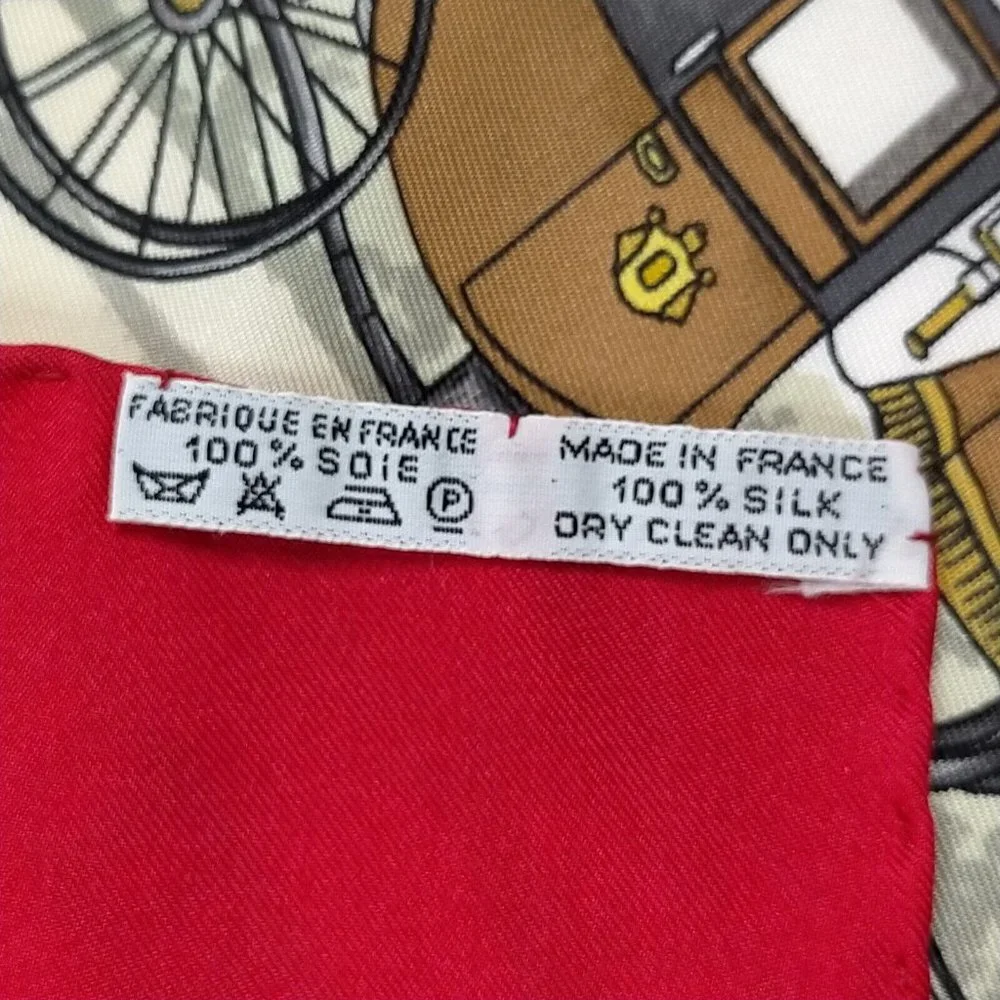 FABRIQUE EN FRANCE
100% SOiE
P
MADE IN FRANCE
100% SILK
DRY CLEAN ONLY